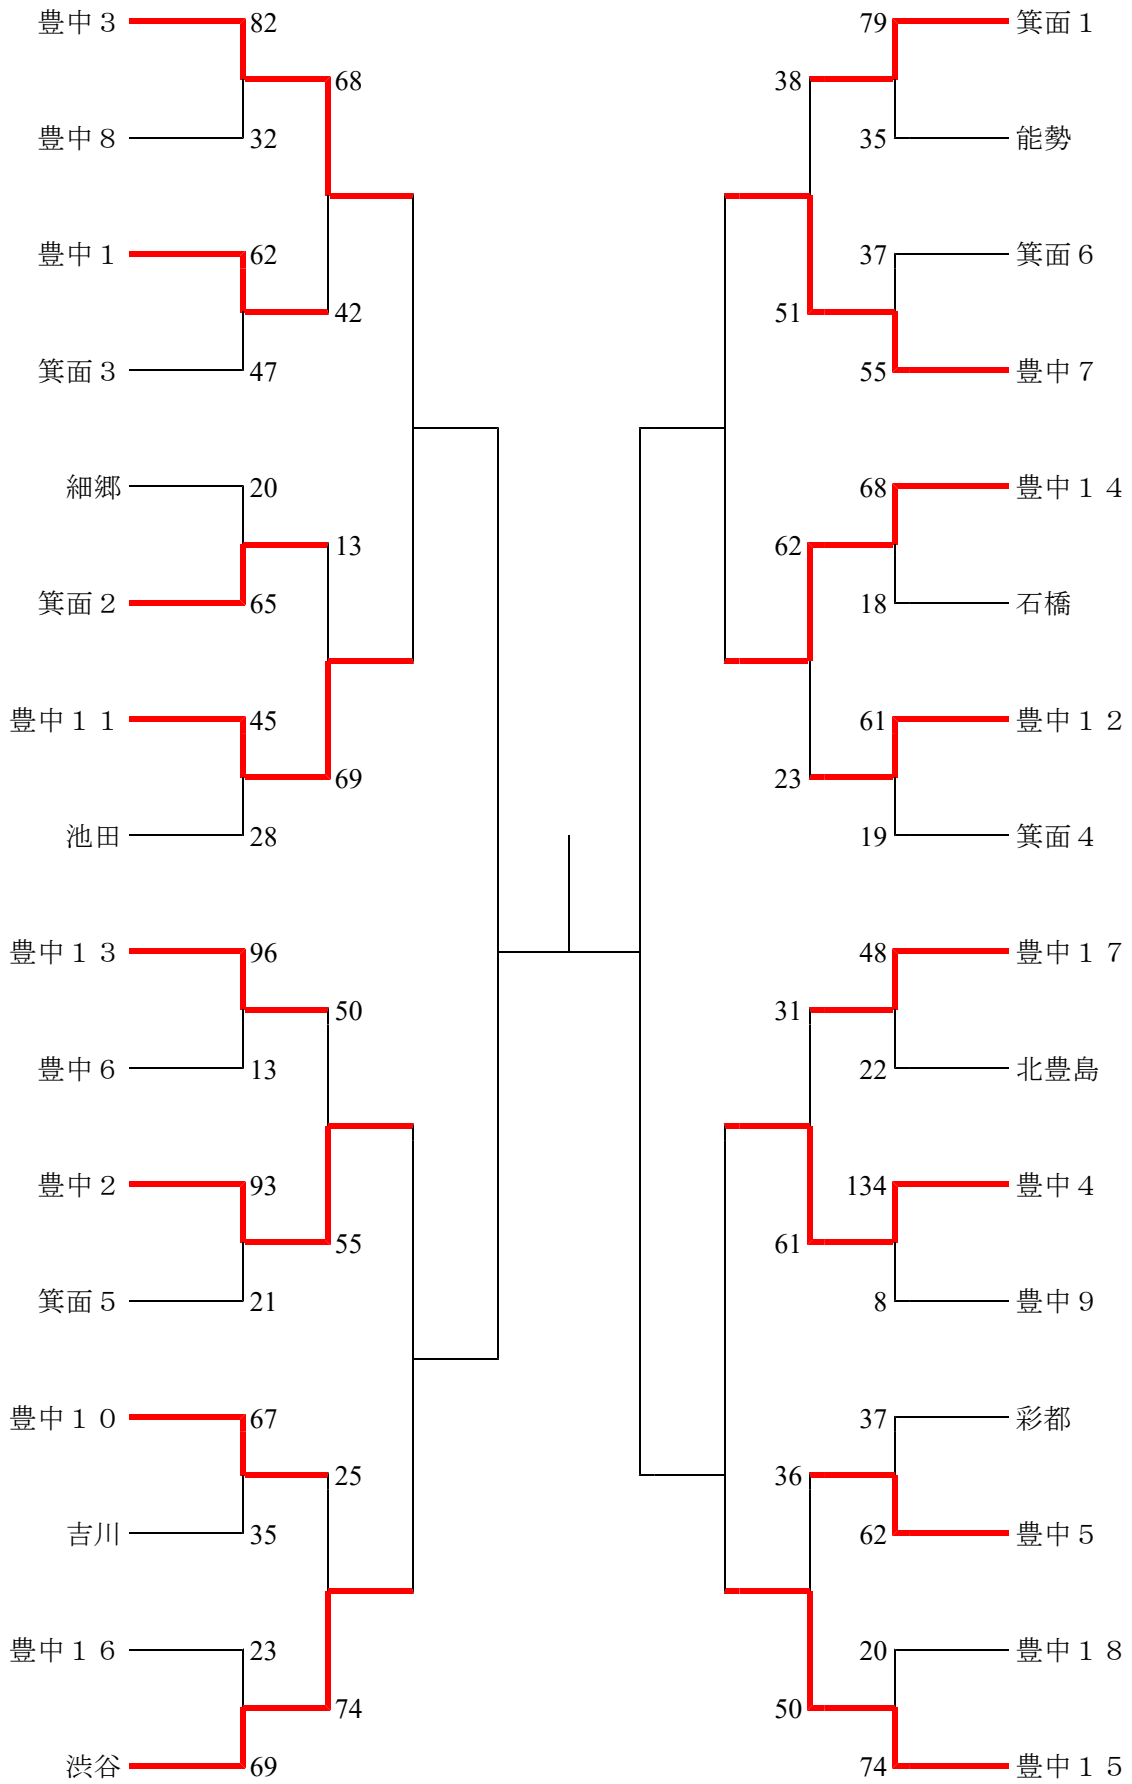 豊中３ 82 79 箕面１
68 38
豊中８ 32 35 能勢
豊中１ 62 37 箕面６
42 51
箕面３ 47 55 豊中７
細郷 20 68 豊中１４
13 62
箕面２ 65 18 石橋
豊中１１ 45 61 豊中１２
69 23
池田 28 19 箕面４
豊中１３ 96 48 豊中１７
50 31
豊中６ 13 22 北豊島
豊中２ 93 134 豊中４
55 61
箕面５ 21 8 豊中９
豊中１０ 67 37 彩都
25 36
吉川 35 62 豊中５
豊中１６ 23 20 豊中１８
74 50
渋谷 69 74 豊中１５